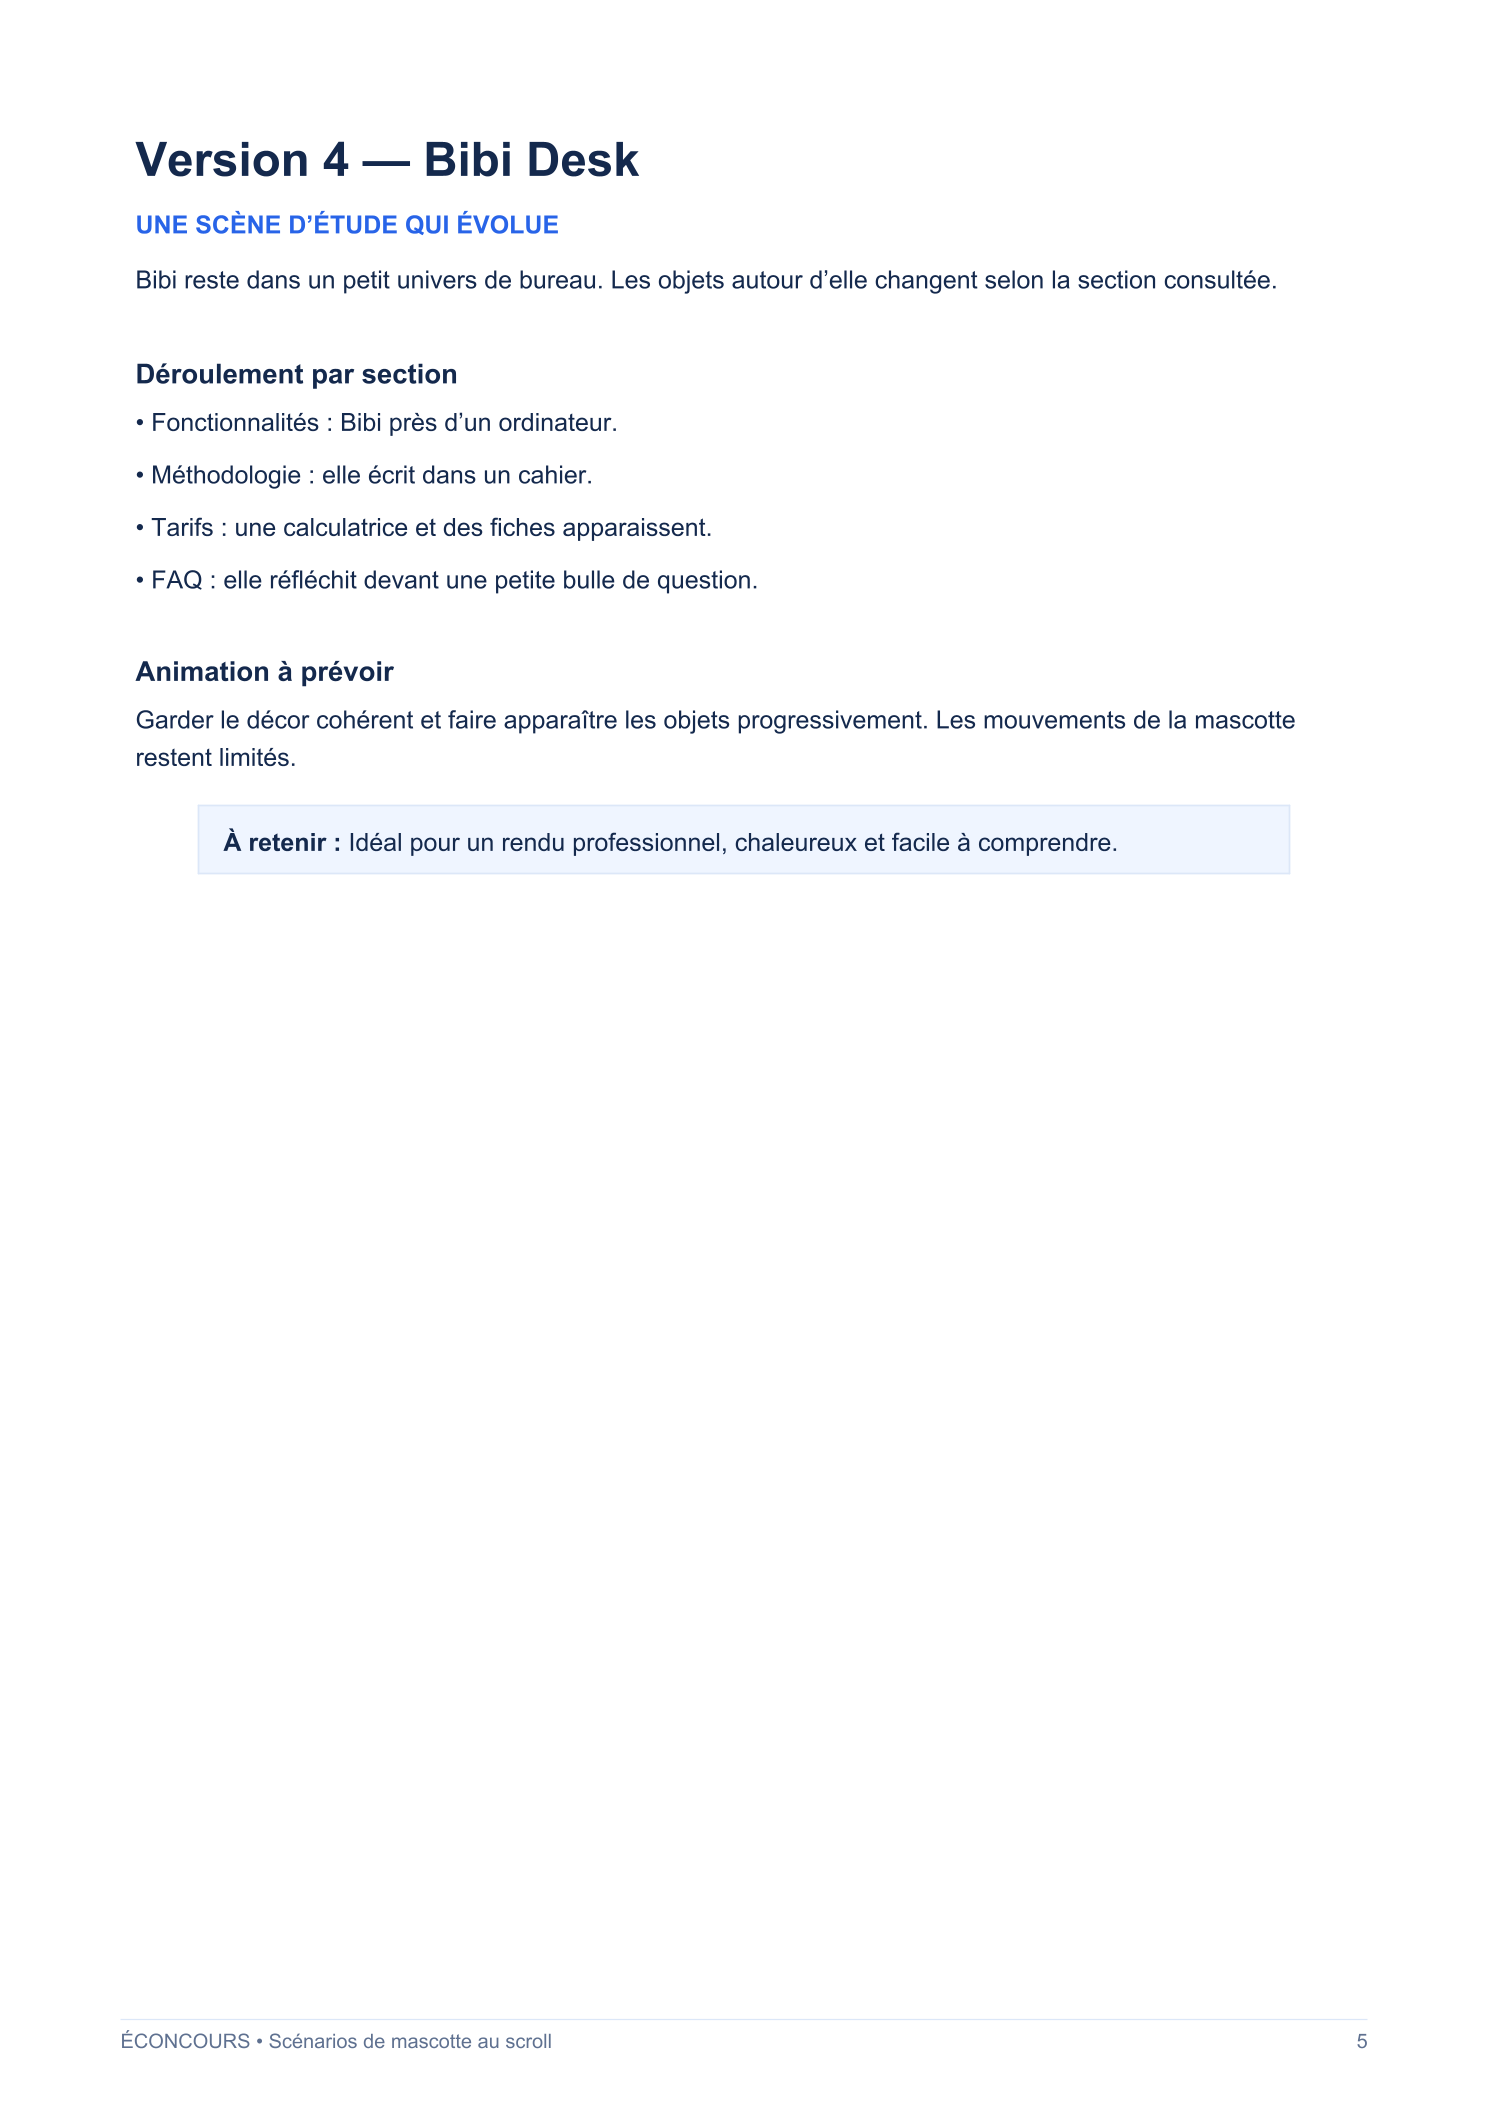 Version 4 — Bibi Desk
UNE SCÈNE D’ÉTUDE QUI ÉVOLUE
Bibi reste dans un petit univers de bureau. Les objets autour d’elle changent selon la section consultée.
Déroulement par section
• Fonctionnalités : Bibi près d’un ordinateur.
• Méthodologie : elle écrit dans un cahier.
• Tarifs : une calculatrice et des fiches apparaissent.
• FAQ : elle réfléchit devant une petite bulle de question.
Animation à prévoir
Garder le décor cohérent et faire apparaître les objets progressivement. Les mouvements de la mascotte
restent limités.
À retenir : Idéal pour un rendu professionnel, chaleureux et facile à comprendre.
ÉCONCOURS • Scénarios de mascotte au scroll 5